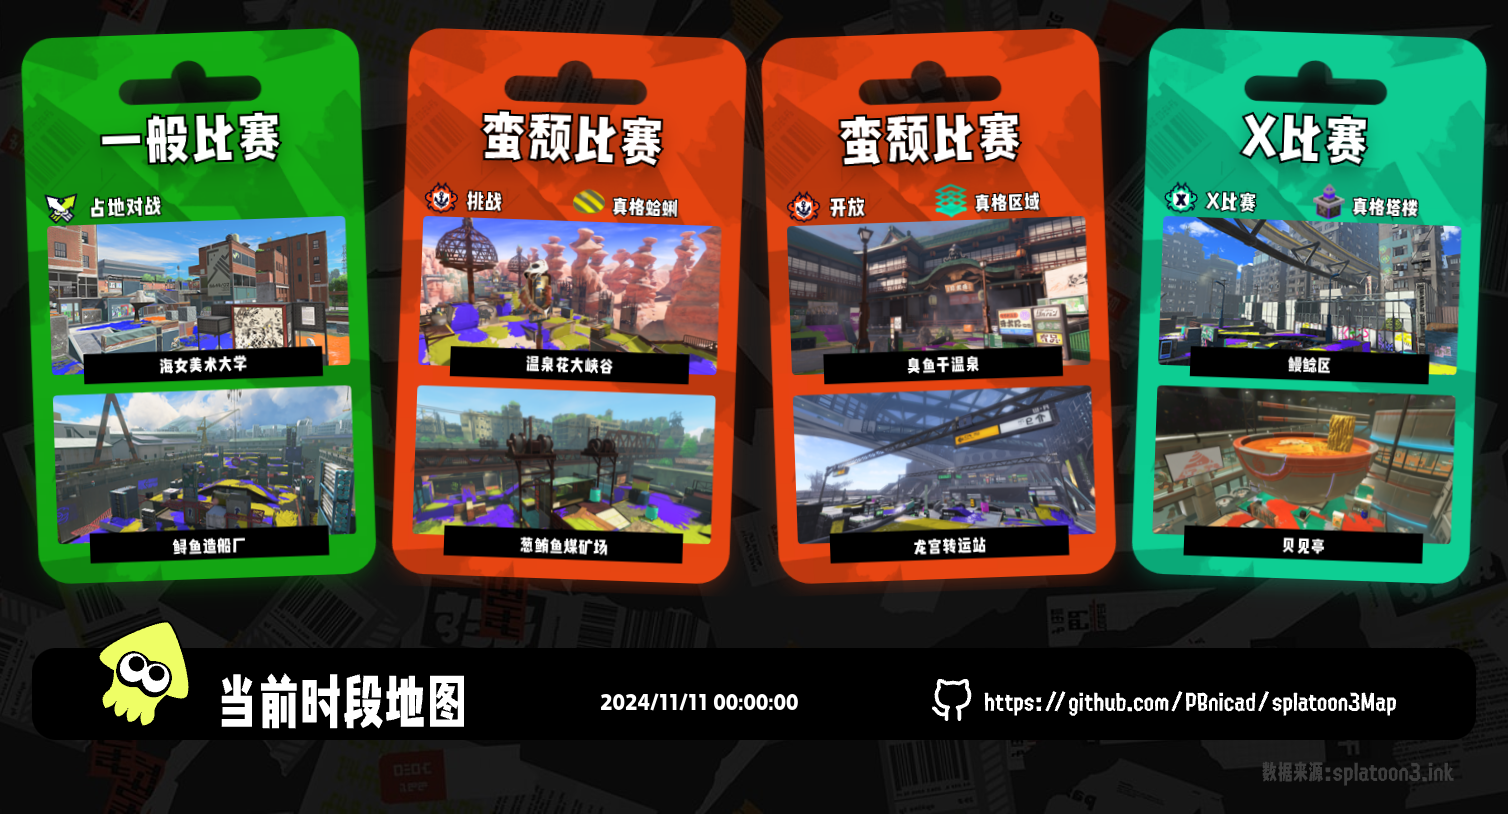 一般比赛
占地对战
海女美术大学
鲟鱼造船厂
蛮颓比赛
挑战
真格蛤蜊
温泉花大峡谷
葱鲔鱼煤矿场
蛮颓比赛
开放
真格区域
臭鱼干温泉
龙宫转运站
X比赛
X比赛
真格塔楼
鳗鲶区
贝见亭
当前时段地图
2024/11/11 00:00:00
https://github.com/PBnicad/splatoon3Map
数据来源:splatoon3.ink